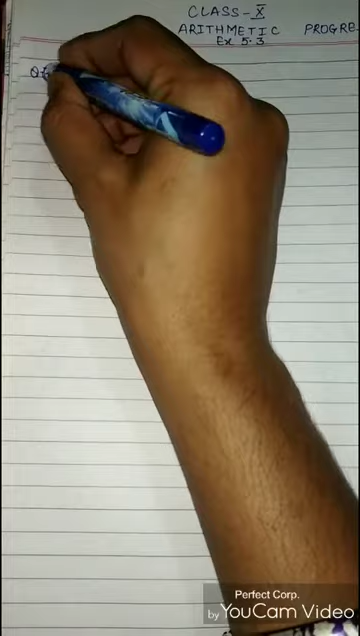 CLASS-X
ARITHMETIC PROGRE
Ex 5.3
Perfect Corp.
by YouCam Video